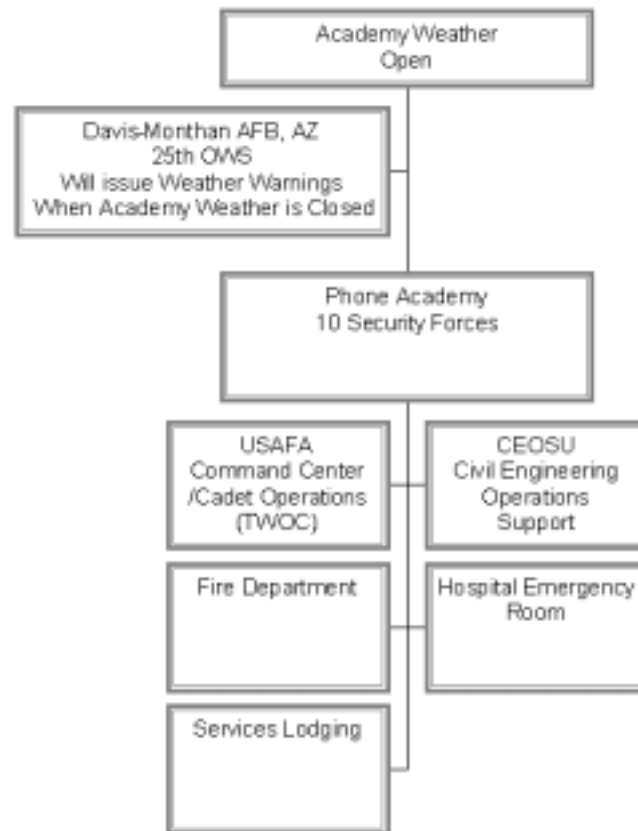 Academy Weather
Open
Davis-Monthan AFB, AZ
25th OWS
Will issue Weather Warnings
When Academy Weather is Closed
Phone Academy
10 Security Forces
USAFA
Command Center
/Cadet Operations
(TWOC)
CEOSU
Civil Engineering
Operations
Support
Fire Department
Hospital Emergency
Room
Services Lodging